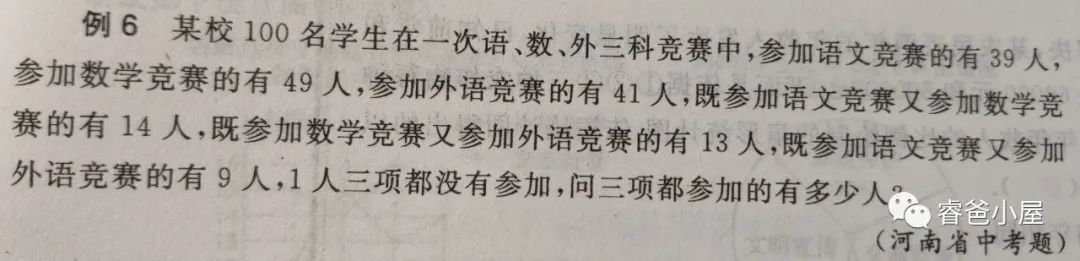 例6 某校100名学生在一次语、数、外三科竞赛中,参加语文竞赛的有39人,
参加数学竞赛的有49人,参加外语竞赛的有41人,既参加语文竞赛又参加数学竞
赛的有14人,既参加数学竞赛又参加外语竞赛的有13人,既参加语文竞赛又参加
外语竞赛的有9人,1人三项都没有参加,问三项都参加的有多少人?
睿爸小屋
(河南省中考题)